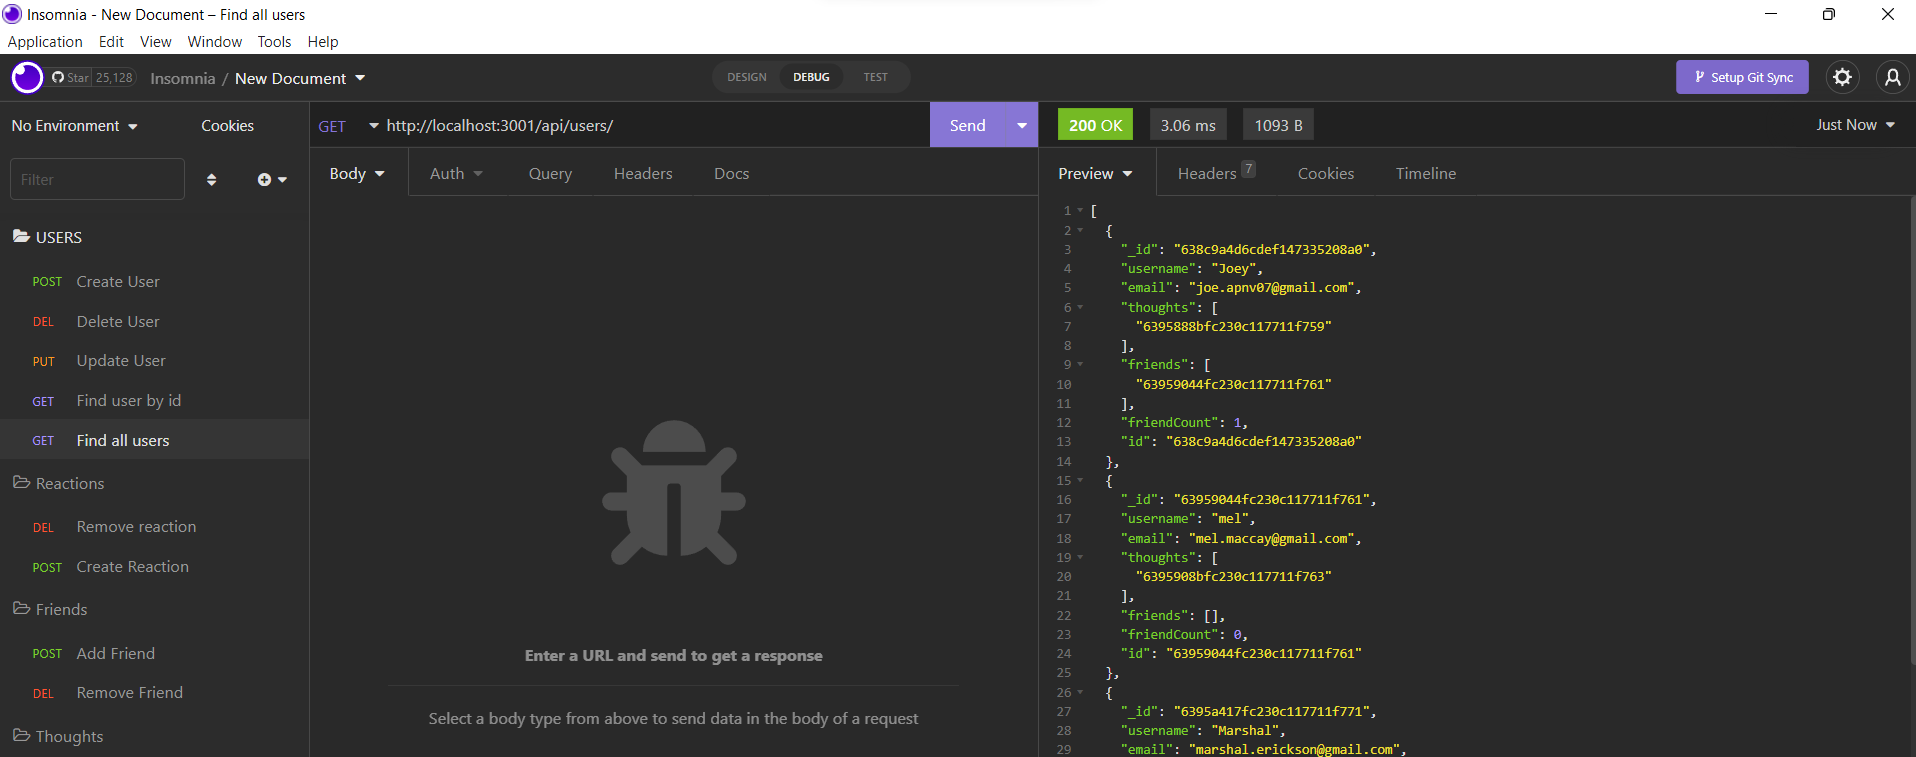 Insomnia - New Document – Find all users
Application Edit View Window Tools Help
Star 25,128 Insomnia / New Document DESIGN DEBUG TEST Setup Git Sync
No Environment Cookies
Filter
USERS
POST Create User
DEL Delete User
PUT Update User
GET Find user by id
GET Find all users
Reactions
DEL Remove reaction
POST Create Reaction
Friends
POST Add Friend
DEL Remove Friend
Thoughts
GET http://localhost:3001/api/users/ Send
Body Auth Query Headers Docs
Enter a URL and send to get a response
Select a body type from above to send data in the body of a request
200 OK 3.06 ms 1093 B Just Now
Preview Headers 7 Cookies Timeline
1 [
2 {
3 "_id": "638c9a4d6cdef147335208a0",
4 "username": "Joey",
5 "email": "joe.apnv07@gmail.com",
6 "thoughts": [
7 "6395888bfc230c117711f759"
8 ],
9 "friends": [
10 "63959044fc230c117711f761"
11 ],
12 "friendCount": 1,
13 "id": "638c9a4d6cdef147335208a0"
14 },
15 {
16 "_id": "63959044fc230c117711f761",
17 "username": "mel",
18 "email": "mel.maccay@gmail.com",
19 "thoughts": [
20 "6395908bfc230c117711f763"
21 ],
22 "friends": [],
23 "friendCount": 0,
24 "id": "63959044fc230c117711f761"
25 },
26 {
27 "_id": "6395a417fc230c117711f771",
28 "username": "Marshal",
29 "email": "marshal.erickson@gmail.com",